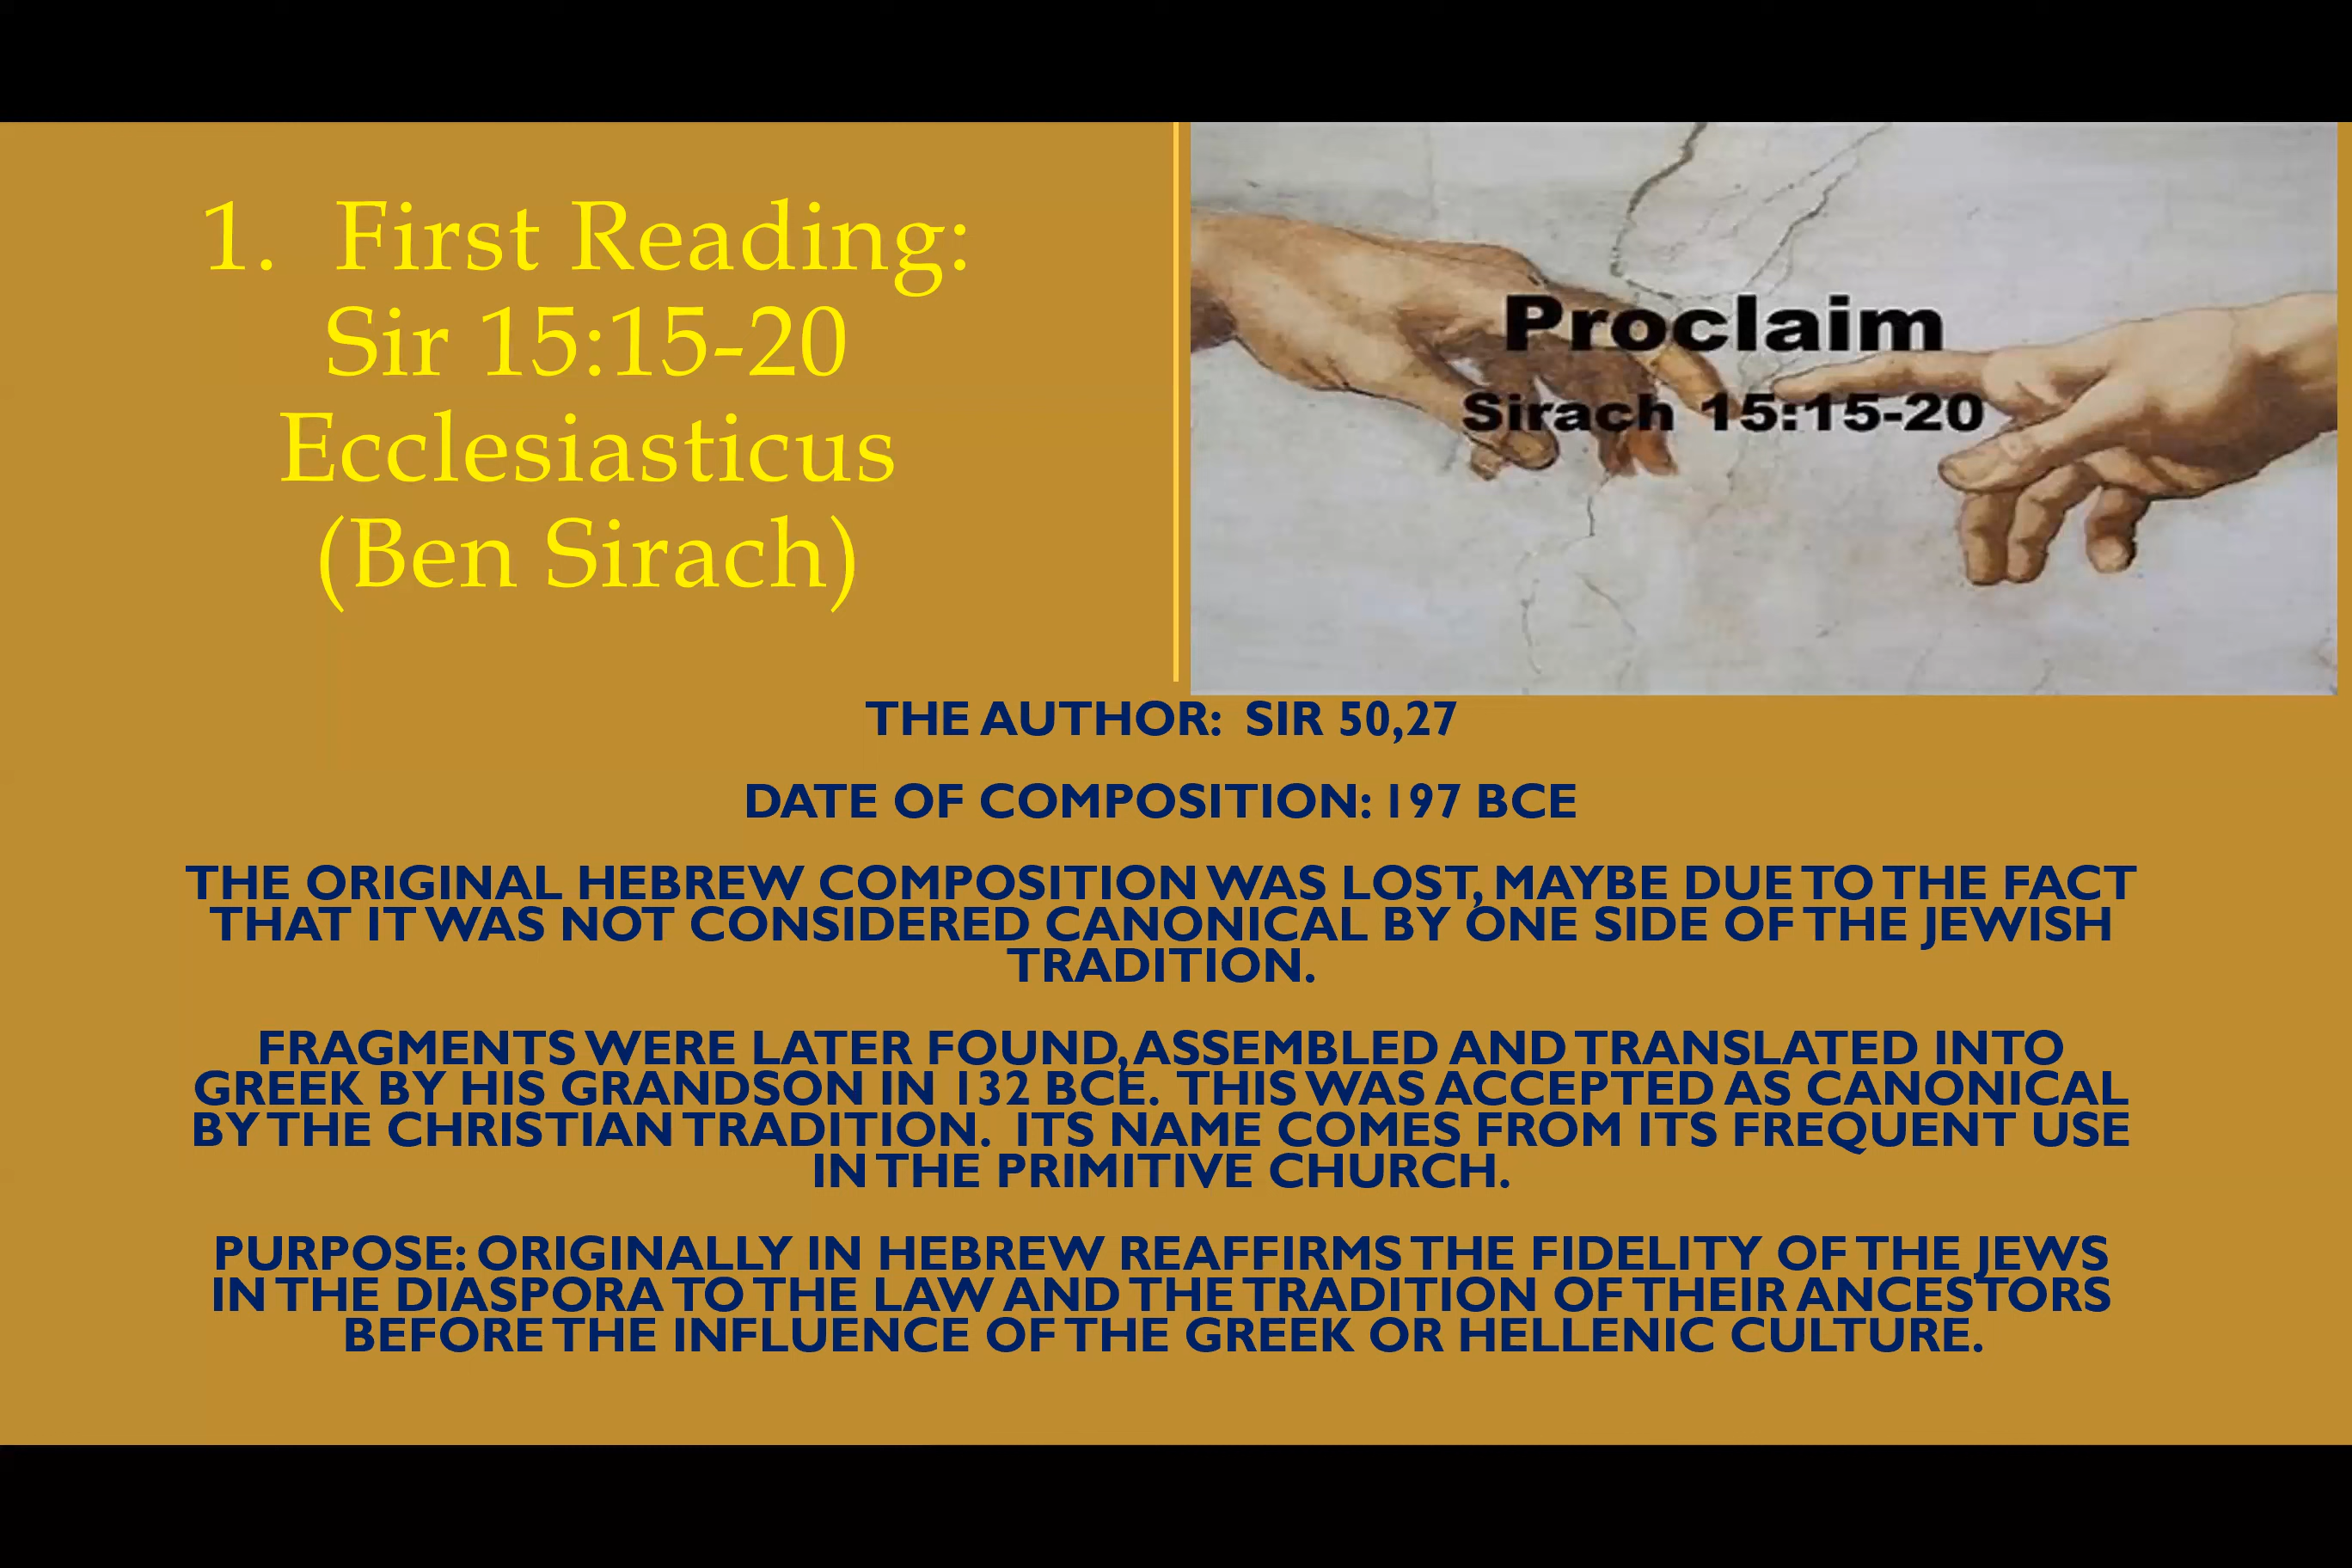 1. First Reading:
Sir 15:15-20
Ecclesiasticus
(Ben Sirach)
Proclaim
Sirach 15:15-20
THE AUTHOR: SIR 50,27
DATE OF COMPOSITION: 197 BCE
THE ORIGINAL HEBREW COMPOSITION WAS LOST, MAYBE DUE TO THE FACT
THAT IT WAS NOT CONSIDERED CANONICAL BY ONE SIDE OF THE JEWISH
TRADITION.
FRAGMENTS WERE LATER FOUND, ASSEMBLED AND TRANSLATED INTO
GREEK BY HIS GRANDSON IN 132 BCE. THIS WAS ACCEPTED AS CANONICAL
BY THE CHRISTIAN TRADITION. ITS NAME COMES FROM ITS FREQUENT USE
IN THE PRIMITIVE CHURCH.
PURPOSE: ORIGINALLY IN HEBREW REAFFIRMS THE FIDELITY OF THE JEWS
IN THE DIASPORA TO THE LAW AND THE TRADITION OF THEIR ANCESTORS
BEFORE THE INFLUENCE OF THE GREEK OR HELLENIC CULTURE.